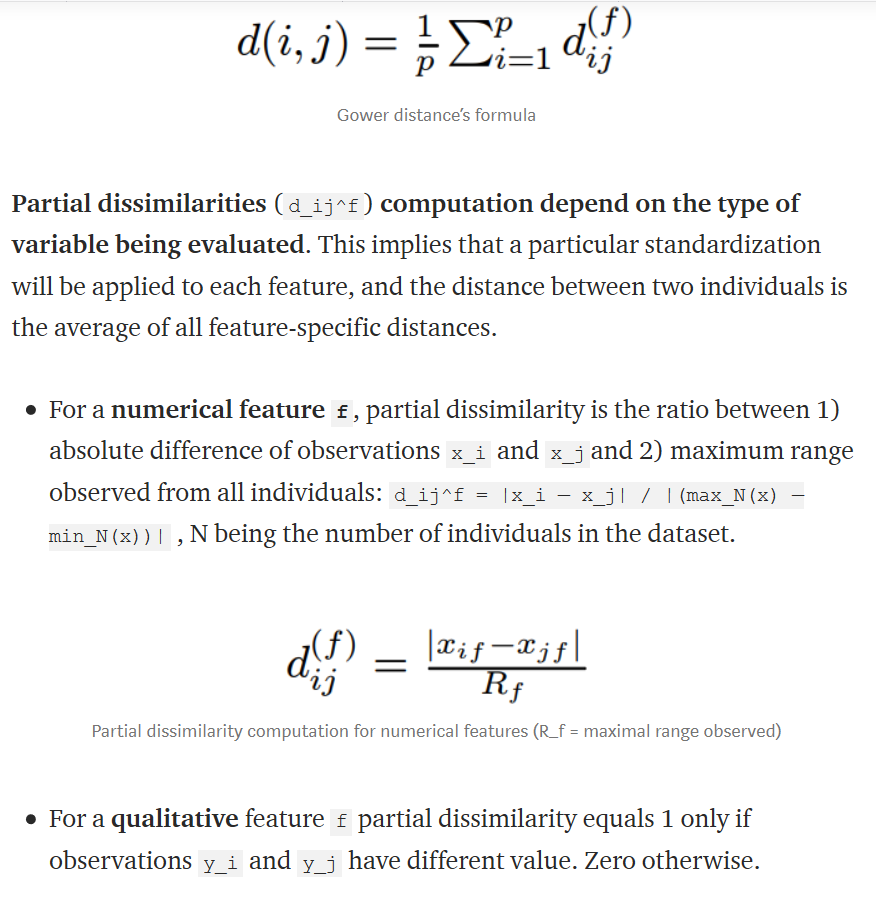 d(i, j) = 1/p ∑_{i=1}^{p} d_{ij}^{(f)}
Gower distance's formula
Partial dissimilarities ( d_ij^f ) computation depend on the type of
variable being evaluated. This implies that a particular standardization
will be applied to each feature, and the distance between two individuals is
the average of all feature-specific distances.
• For a numerical feature f , partial dissimilarity is the ratio between 1)
absolute difference of observations x_i and x_j and 2) maximum range
observed from all individuals: d_ij^f = |x_i — x_j| / |(max_N(x) —
min_N(x))| , N being the number of individuals in the dataset.
d_{ij}^{(f)} = |x_{if} − x_{jf}| / R_f
Partial dissimilarity computation for numerical features (R_f = maximal range observed)
• For a qualitative feature f partial dissimilarity equals 1 only if
observations y_i and y_j have different value. Zero otherwise.